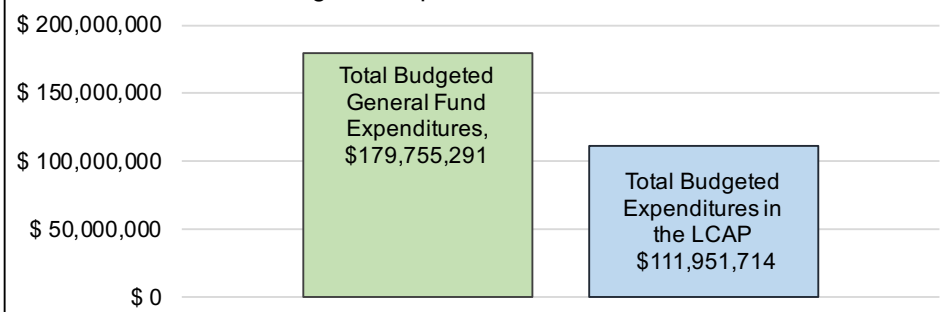 $ 200,000,000
$ 150,000,000
$ 100,000,000
$ 50,000,000
$ 0
Total Budgeted
General Fund
Expenditures,
$179,755,291
Total Budgeted
Expenditures in
the LCAP
$111,951,714